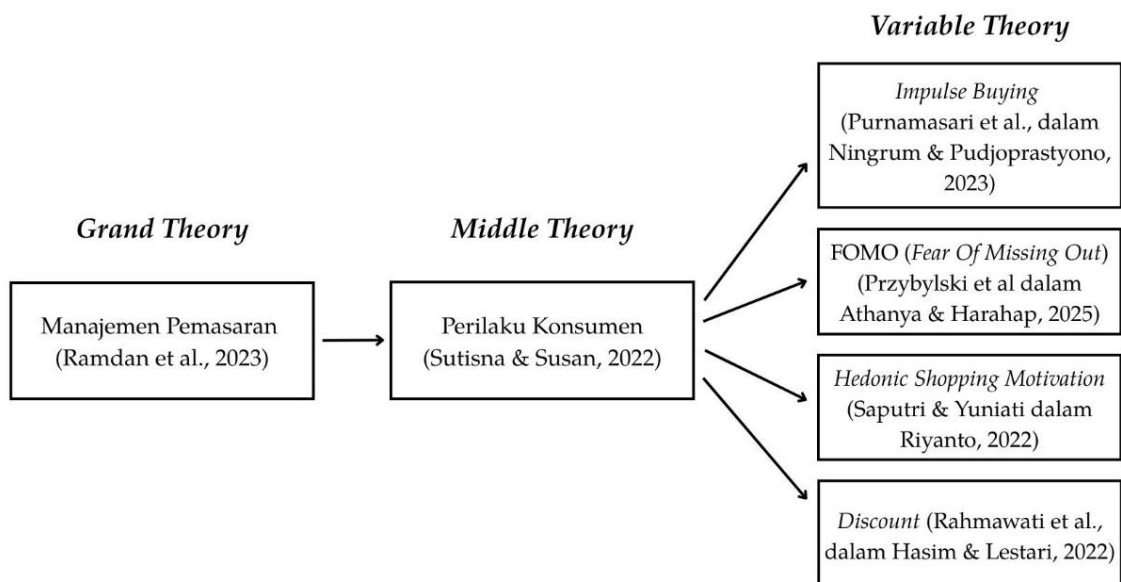 Grand Theory
Manajemen Pemasaran
(Ramdan et al., 2023)
Middle Theory
Perilaku Konsumen
(Sutisna & Susan, 2022)
Variable Theory
Impulse Buying
(Purnamasari et al., dalam
Ningrum & Pudjoprastyono,
2023)
FOMO (Fear Of Missing Out)
(Przybylski et al dalam
Athanya & Harahap, 2025)
Hedonic Shopping Motivation
(Saputri & Yuniati dalam
Riyanto, 2022)
Discount (Rahmawati et al.,
dalam Hasim & Lestari, 2022)